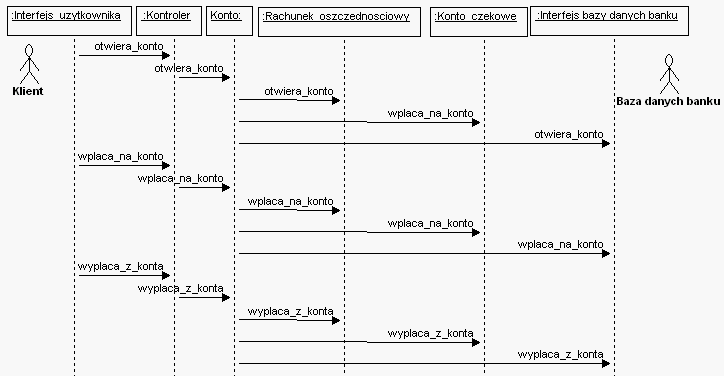 :Interfejs_uzytkownika :Kontroler Konto: :Rachunek_oszczednosciowy :Konto_czekowe :Interfejs bazy danych banku
otwiera_konto
otwiera_konto
Klient
otwiera_konto
Baza danych banku
wplaca_na_konto
otwiera_konto
wplaca_na_konto
wplaca_na_konto
wplaca_na_konto
wplaca_na_konto
wplaca_na_konto
wyplaca_z_konta
wyplaca_z_konta
wyplaca_z_konta
wyplaca_z_konta
wyplaca_z_konta